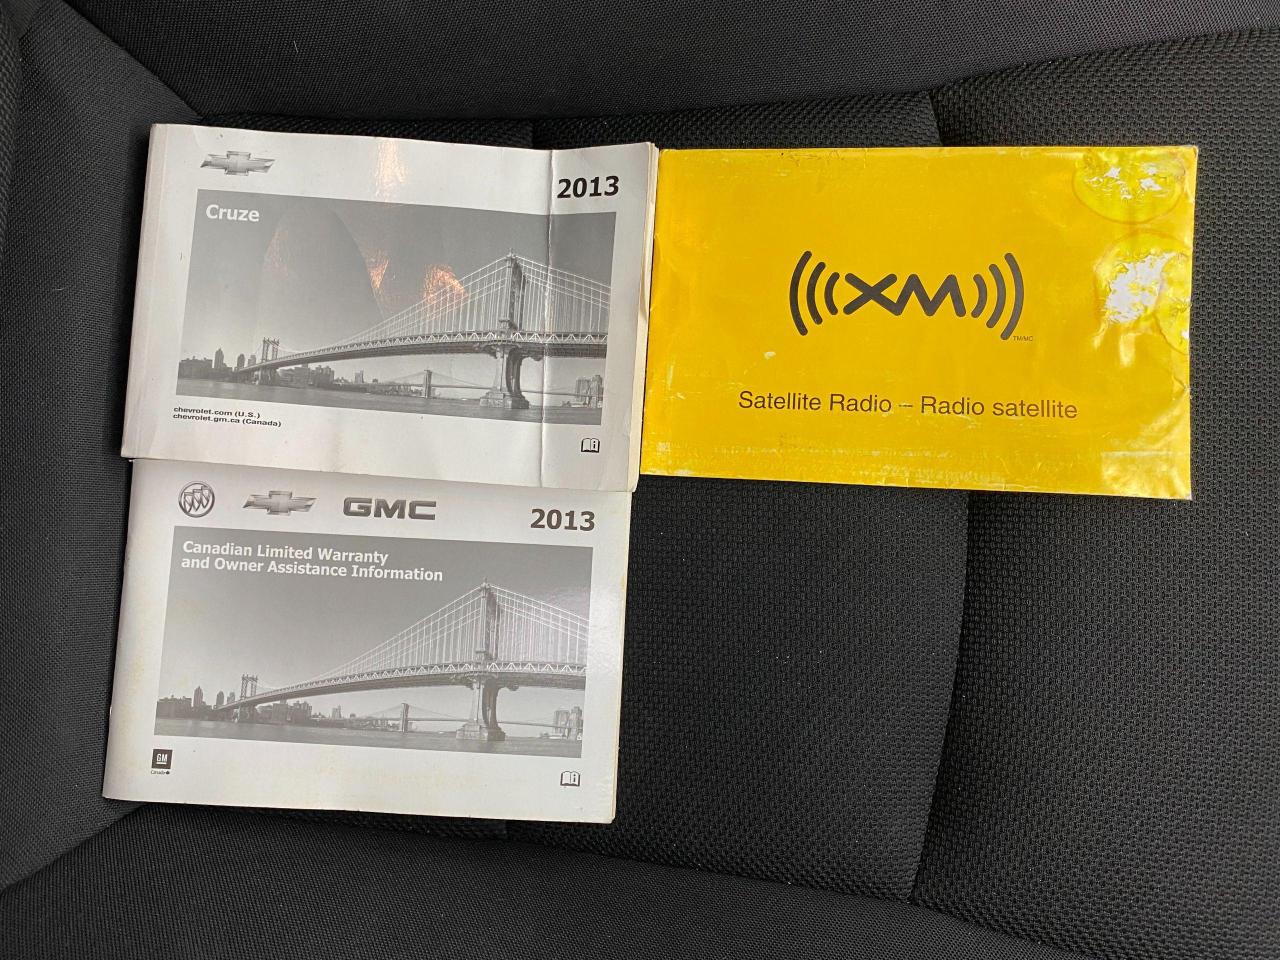 2013
Cruze
chevrolet.com (U.S.)
chevrolet.gm.ca (Canada)
XM
TM/MC
Satellite Radio – Radio satellite
GMC
2013
Canadian Limited Warranty
and Owner Assistance Information
GM
Canada